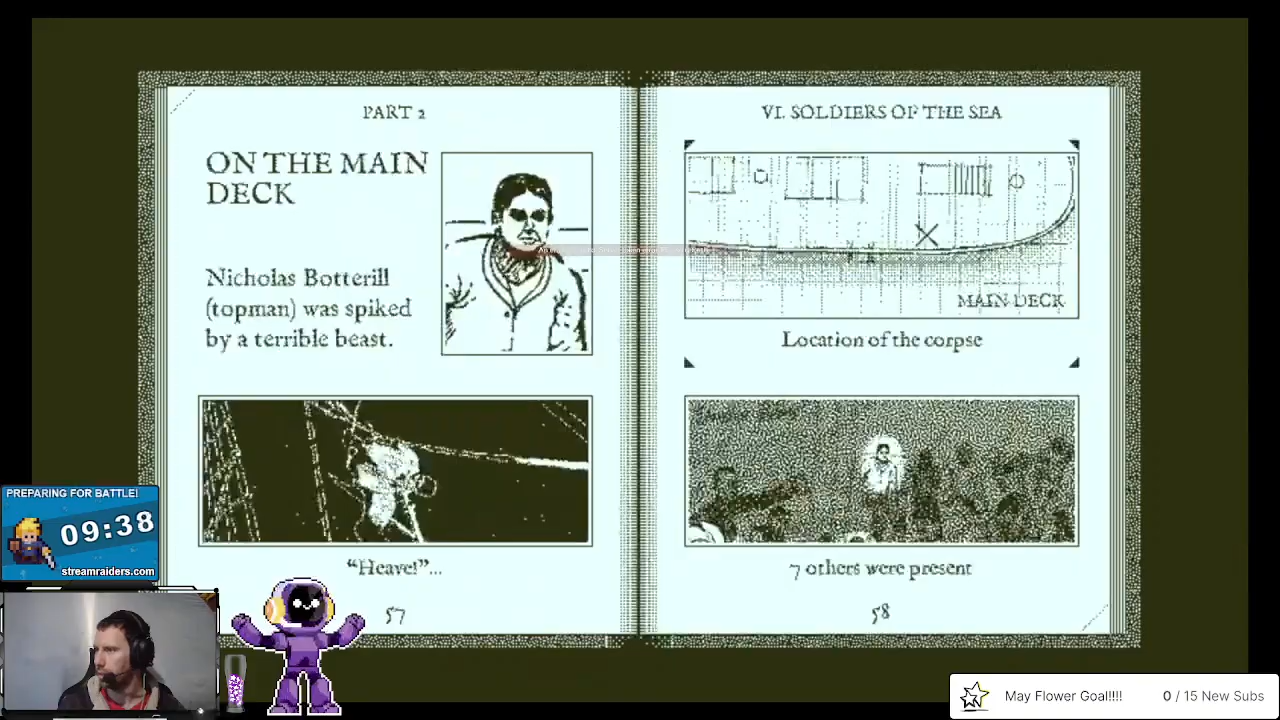 PART 2
VI. SOLDIERS OF THE SEA
ON THE MAIN
DECK
Nicholas Botterill
(topman) was spiked
by a terrible beast.
MAIN DECK
Location of the corpse
"Heave!"...
7 others were present
57
58
PREPARING FOR BATTLE!
09:38
streamraiders.com
May Flower Goal!!!!
0 / 15 New Subs